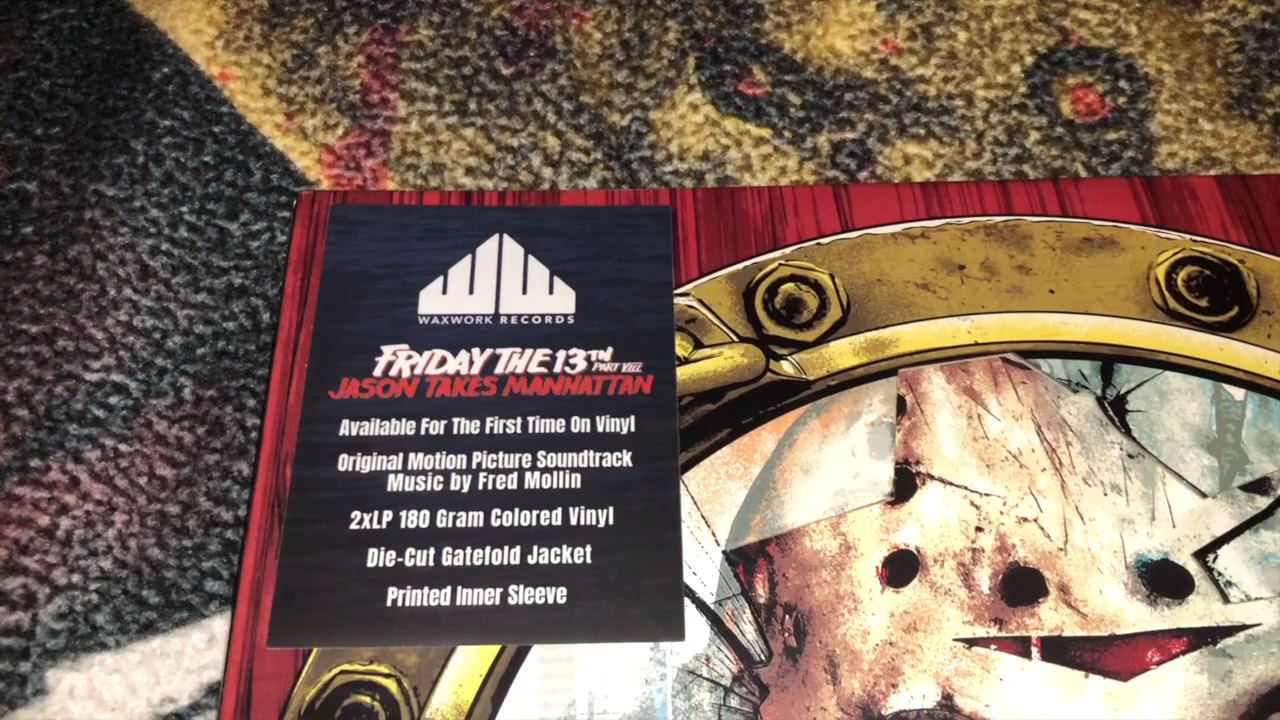 WAXWORK RECORDS
FRIDAY THE 13TH PART VIII
JASON TAKES MANHATTAN
Available For The First Time On Vinyl
Original Motion Picture Soundtrack
Music by Fred Mollin
2xLP 180 Gram Colored Vinyl
Die-Cut Gatefold Jacket
Printed Inner Sleeve